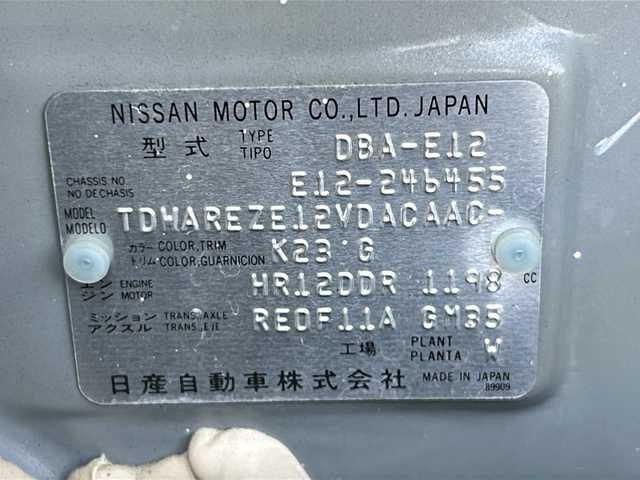 NISSAN MOTOR CO.,LTD. JAPAN
型式 TYPE TIPO DBA-E12
CHASSIS NO. NO DE CHASIS E12-246455
MODEL MODELO TDHAREZE12VDACAAC-
カラー COLOR,TRIM トリム COLOR,GUARNICION K23 G
エンジン ENGINE MOTOR HR12DDR 1198 CC
ミッション TRANS.,AXLE アクスル TRANS.,EJE RE0F11A GM35
工場 PLANT PLANTA W
日産自動車株式会社 MADE IN JAPAN
89909